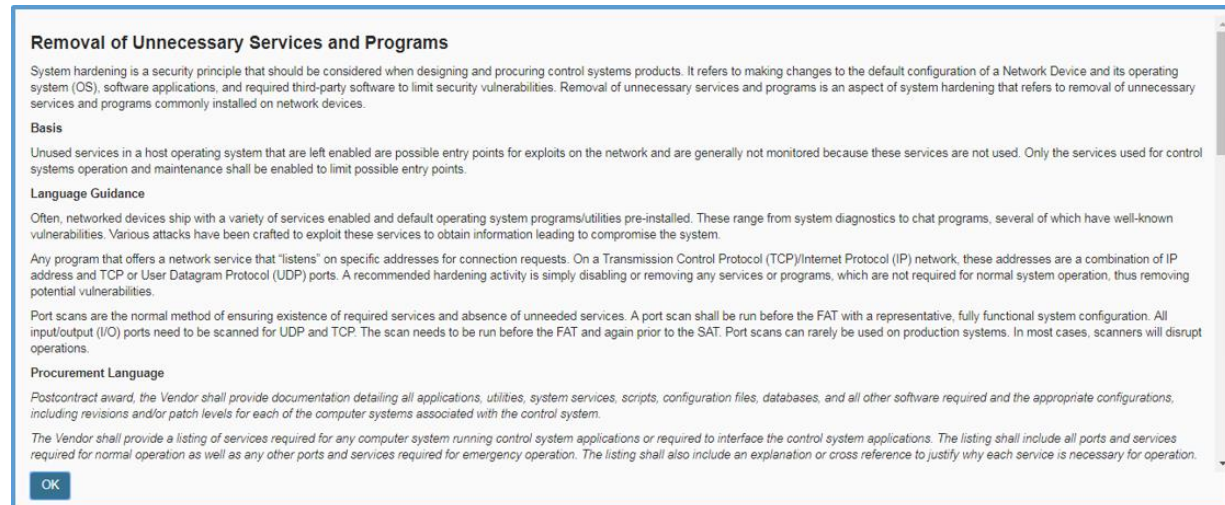 Removal of Unnecessary Services and Programs
System hardening is a security principle that should be considered when designing and procuring control systems products. It refers to making changes to the default configuration of a Network Device and its operating
system (OS), software applications, and required third-party software to limit security vulnerabilities. Removal of unnecessary services and programs is an aspect of system hardening that refers to removal of unnecessary
services and programs commonly installed on network devices.
Basis
Unused services in a host operating system that are left enabled are possible entry points for exploits on the network and are generally not monitored because these services are not used. Only the services used for control
systems operation and maintenance shall be enabled to limit possible entry points.
Language Guidance
Often, networked devices ship with a variety of services enabled and default operating system programs/utilities pre-installed. These range from system diagnostics to chat programs, several of which have well-known
vulnerabilities. Various attacks have been crafted to exploit these services to obtain information leading to compromise the system.
Any program that offers a network service that "listens" on specific addresses for connection requests. On a Transmission Control Protocol (TCP)/Internet Protocol (IP) network, these addresses are a combination of IP
address and TCP or User Datagram Protocol (UDP) ports. A recommended hardening activity is simply disabling or removing any services or programs, which are not required for normal system operation, thus removing
potential vulnerabilities.
Port scans are the normal method of ensuring existence of required services and absence of unneeded services. A port scan shall be run before the FAT with a representative, fully functional system configuration. All
input/output (I/O) ports need to be scanned for UDP and TCP. The scan needs to be run before the FAT and again prior to the SAT. Port scans can rarely be used on production systems. In most cases, scanners will disrupt
operations.
Procurement Language
Postcontract award, the Vendor shall provide documentation detailing all applications, utilities, system services, scripts, configuration files, databases, and all other software required and the appropriate configurations,
including revisions and/or patch levels for each of the computer systems associated with the control system.
The Vendor shall provide a listing of services required for any computer system running control system applications or required to interface the control system applications. The listing shall include all ports and services
required for normal operation as well as any other ports and services required for emergency operation. The listing shall also include an explanation or cross reference to justify why each service is necessary for operation.
OK